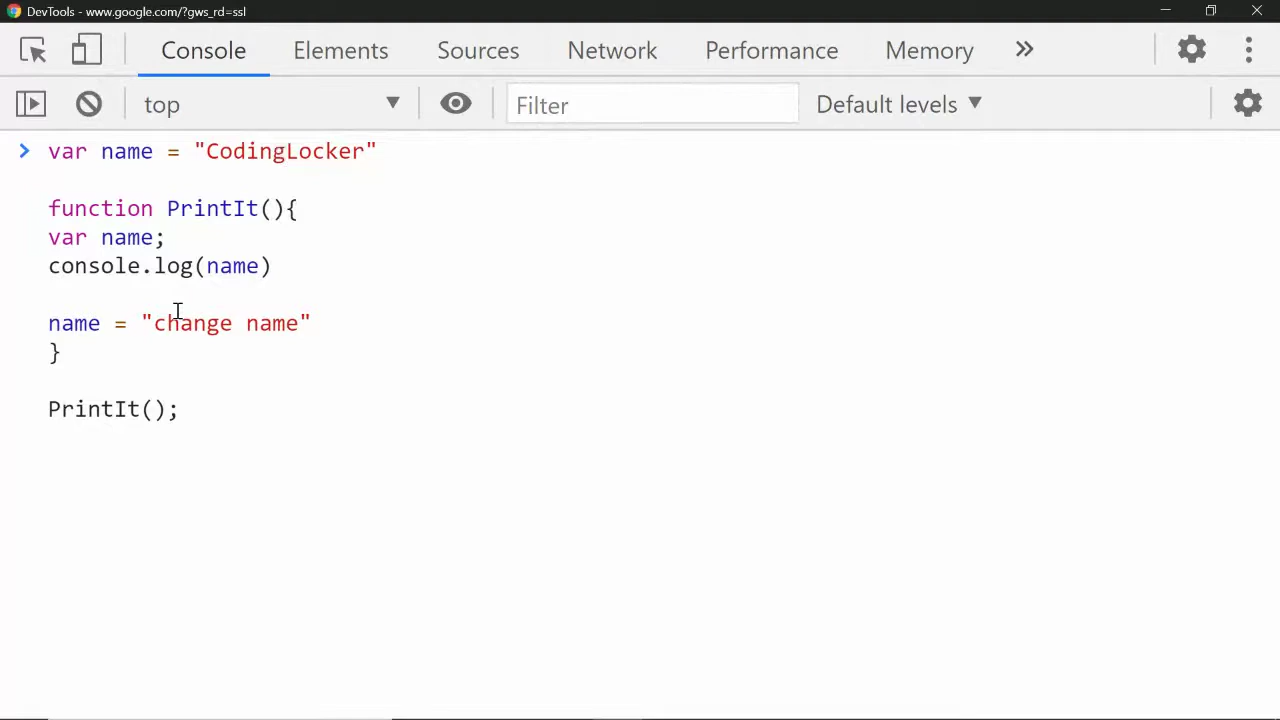 DevTools - www.google.com/?gws_rd=ssl
Console Elements Sources Network Performance Memory
top Filter Default levels
var name = "CodingLocker"
function PrintIt(){
var name;
console.log(name)
name = "change name"
}
PrintIt();